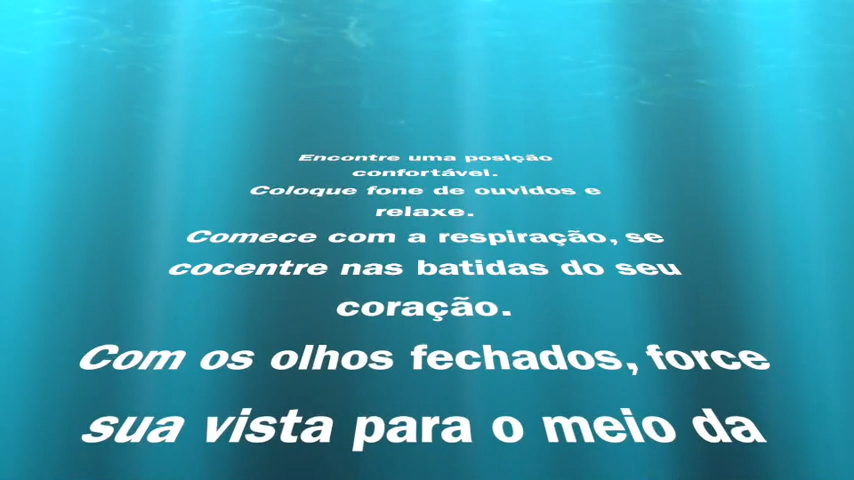 Encontre uma posição
confortável.
Coloque fone de ouvidos e
relaxe.
Comece com a respiração, se
cocentre nas batidas do seu
coração.
Com os olhos fechados, force
sua vista para o meio da